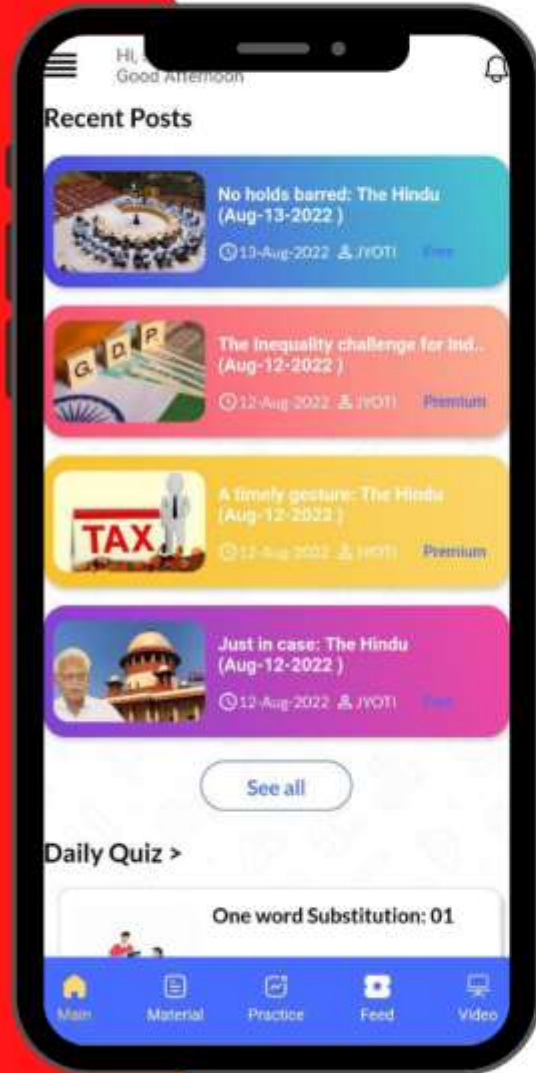 Hi,
Good Afternoon
Recent Posts
No holds barred: The Hindu
(Aug-13-2022 )
13-Aug-2022 JYOTI Free
G. D. P.
The Inequality challenge for Ind..
(Aug-12-2022 )
12-Aug-2022 JYOTI Premium
TAX
A timely gesture: The Hindu
(Aug-12-2022 )
12-Aug-2022 JYOTI Premium
Just in case: The Hindu
(Aug-12-2022 )
12-Aug-2022 JYOTI Free
See all
Daily Quiz >
One word Substitution: 01
Main Material Practice Feed Video